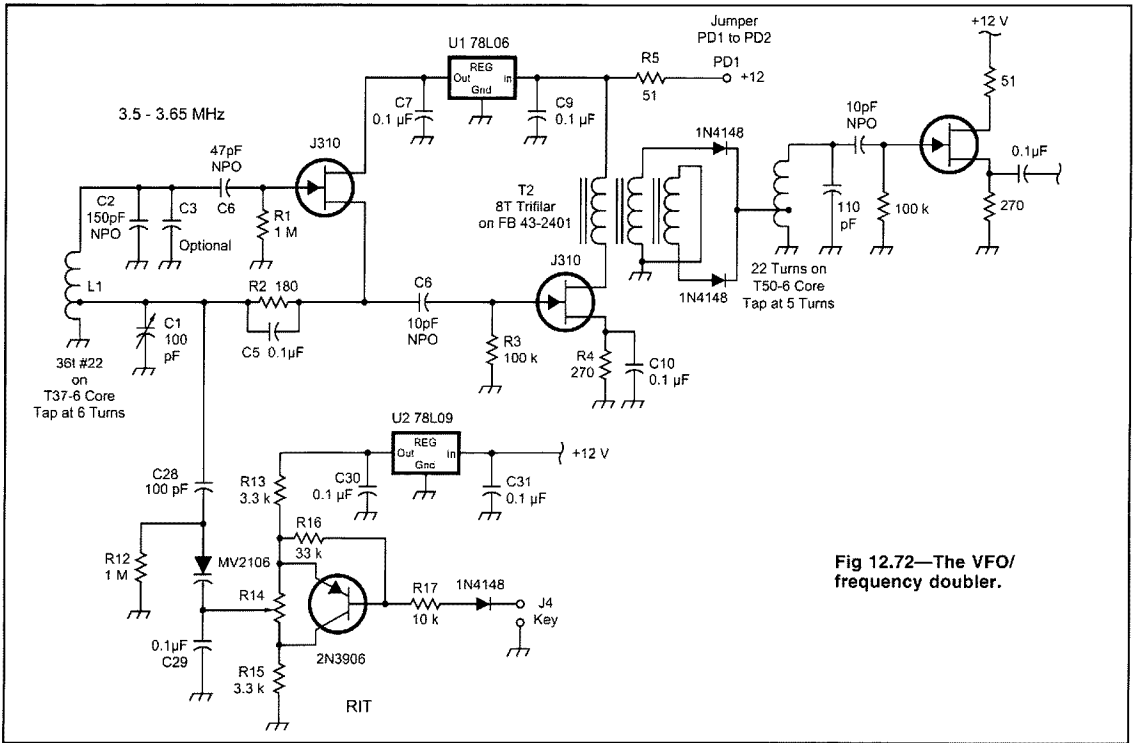 Jumper
PD1 to PD2
+12 V
U1 78L06
REG
Out
in
Gnd
R5
51
PD1
+12
51
C7
0.1 µF
C9
0.1 µF
3.5 - 3.65 MHz
J310
10pF
NPO
1N4148
47pF
NPO
C6
C2
150pF
NPO
C3
Optional
R1
1 M
T2
8T Trifilar
on FB 43-2401
110
pF
100 k
0.1µF
270
L1
R2 180
C5 0.1µF
C6
10pF
NPO
J310
1N4148
22 Turns on
T50-6 Core
Tap at 5 Turns
C1
100
pF
R3
100 k
R4
270
C10
0.1 µF
36t #22
on
T37-6 Core
Tap at 6 Turns
U2 78L09
REG
Out
in
Gnd
+12 V
C28
100 pF
R13
3.3 k
C30
0.1 µF
C31
0.1 µF
R16
33 k
R12
1 M
MV2106
R14
R17
10 k
1N4148
J4
Key
0.1µF
C29
2N3906
R15
3.3 k
RIT
Fig 12.72—The VFO/
frequency doubler.